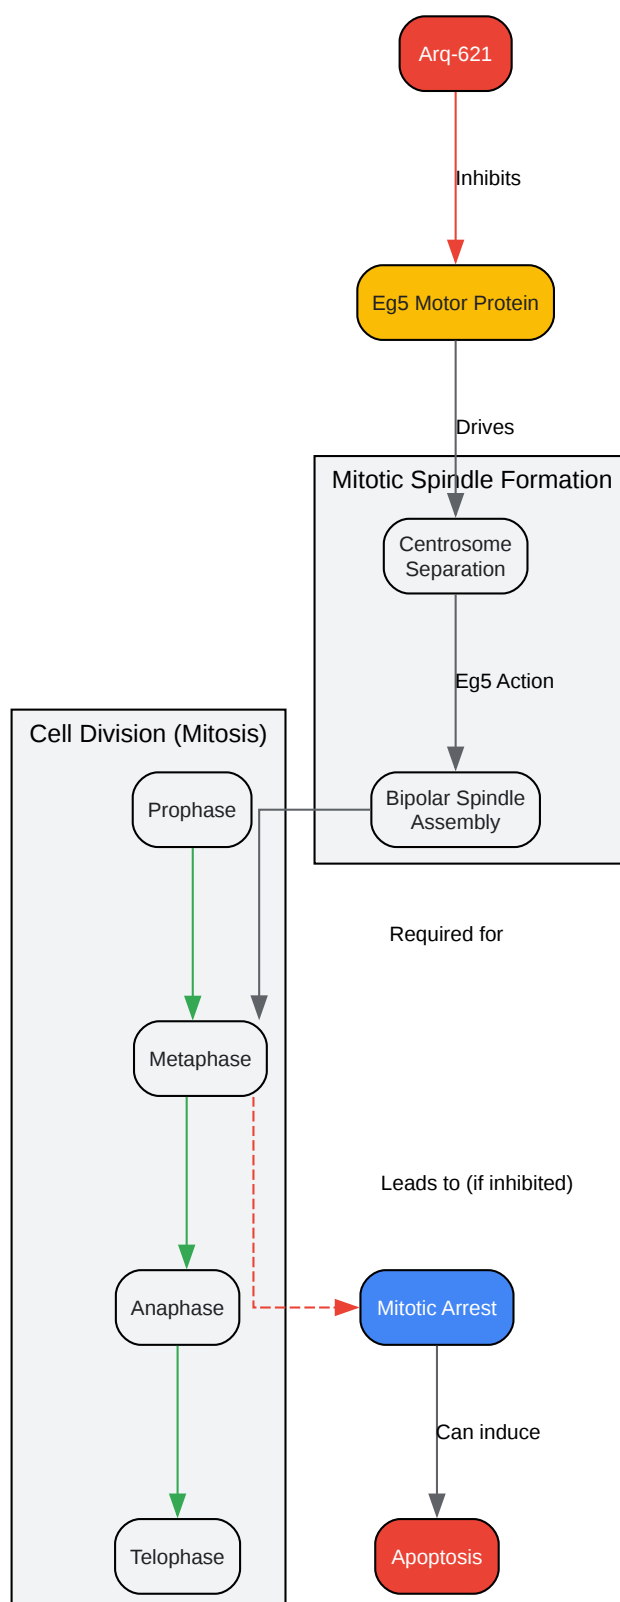 Arq-621
Inhibits
Eg5 Motor Protein
Drives
Mitotic Spindle Formation
Centrosome
Separation
Eg5 Action
Cell Division (Mitosis)
Prophase
Bipolar Spindle
Assembly
Required for
Metaphase
Leads to (if inhibited)
Anaphase
Mitotic Arrest
Can induce
Telophase
Apoptosis